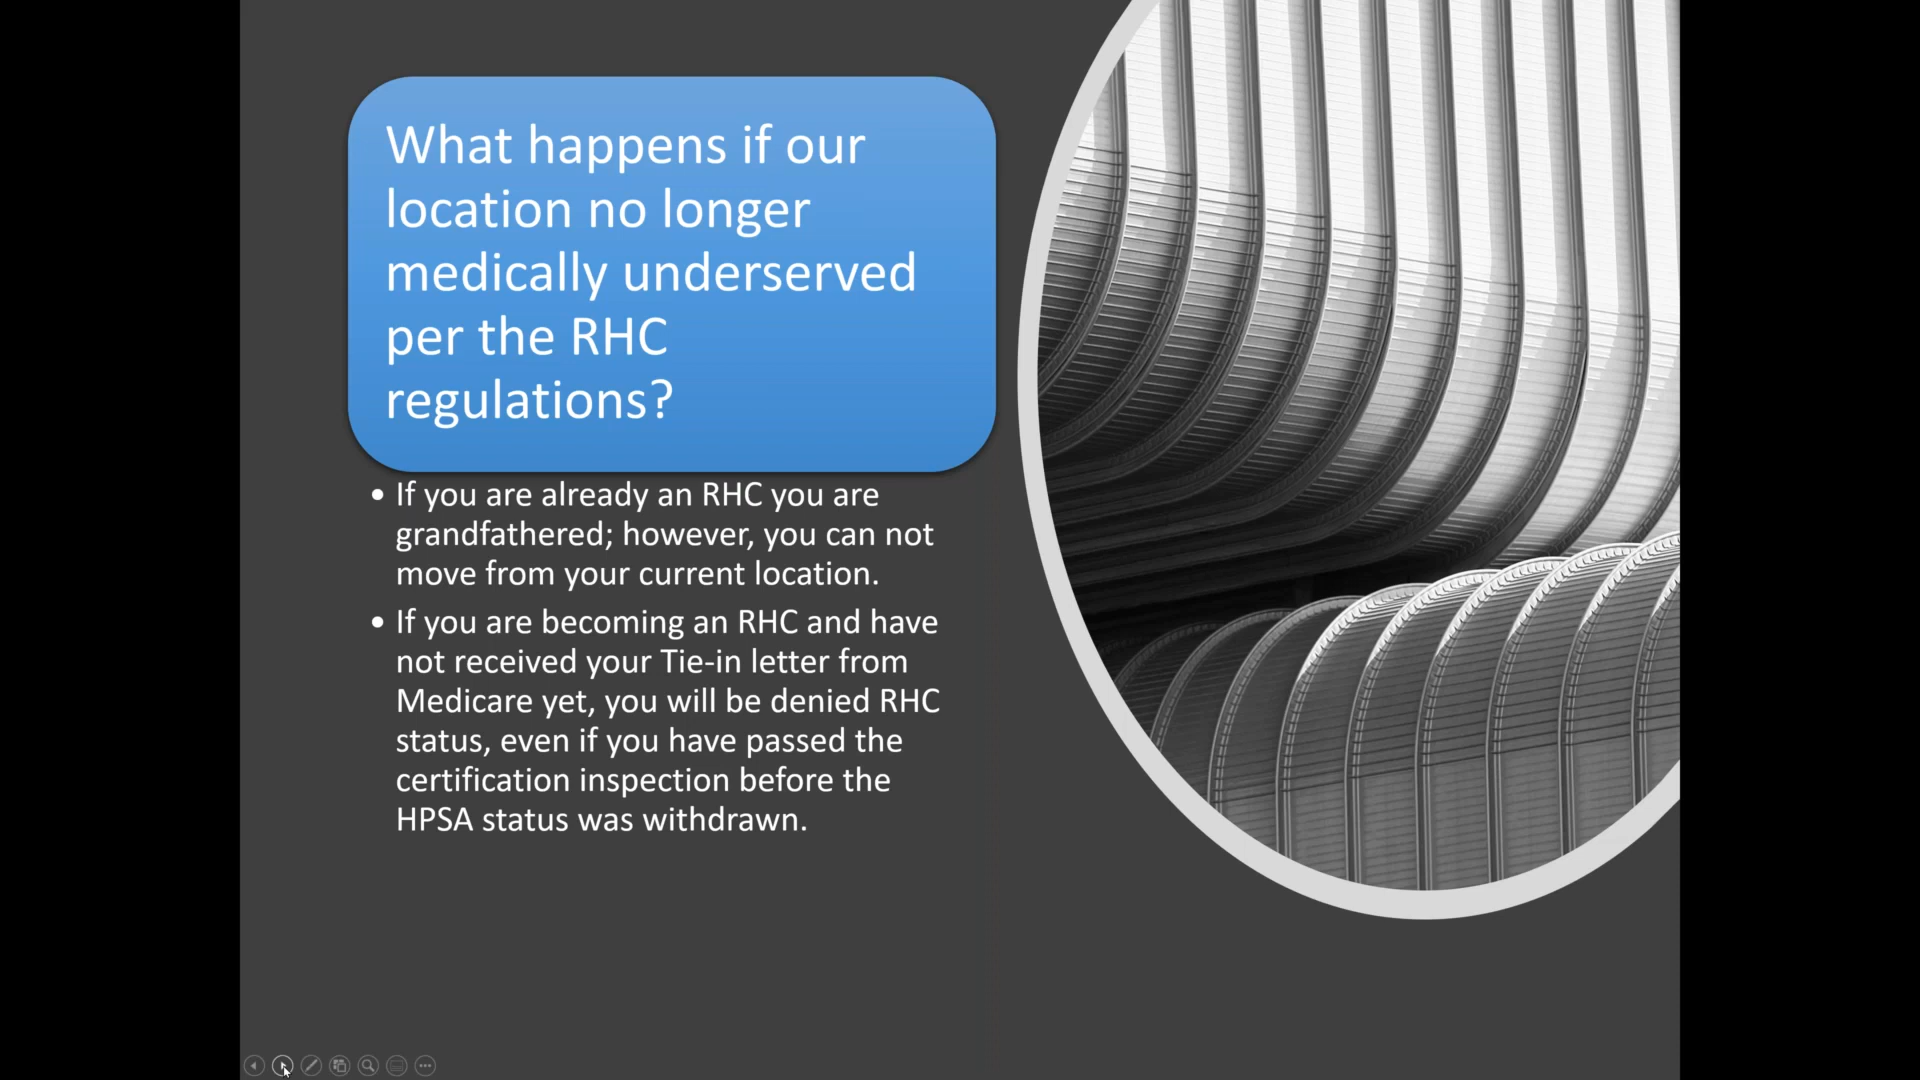 What happens if our
location no longer
medically underserved
per the RHC
regulations?
• If you are already an RHC you are
grandfathered; however, you can not
move from your current location.
• If you are becoming an RHC and have
not received your Tie-in letter from
Medicare yet, you will be denied RHC
status, even if you have passed the
certification inspection before the
HPSA status was withdrawn.